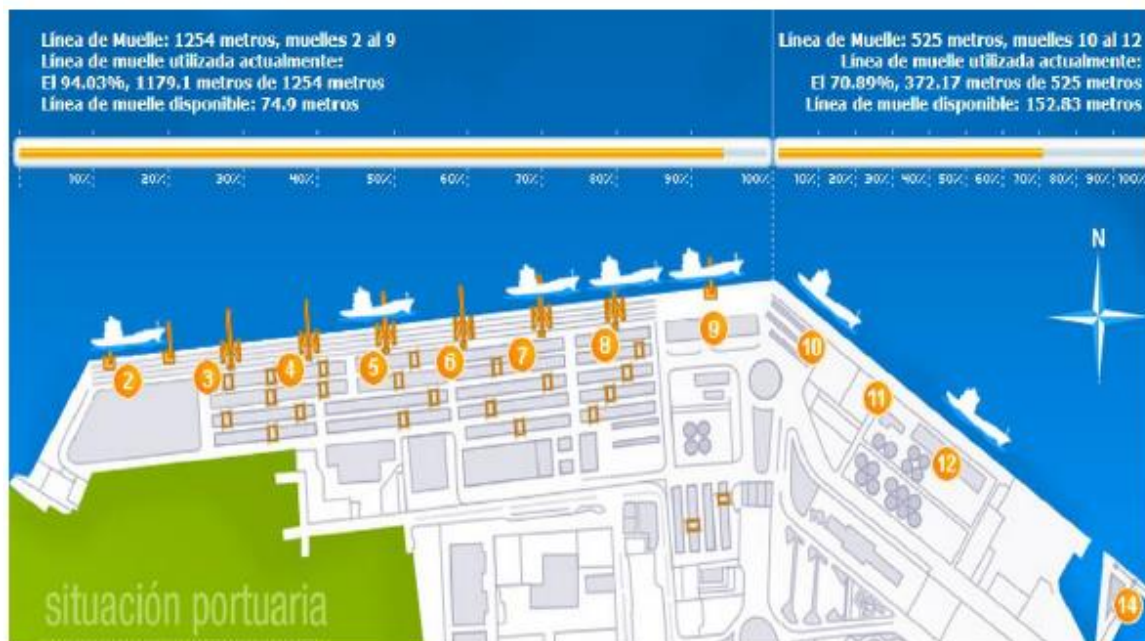 Línea de Muelle: 1254 metros, muelles 2 al 9
Línea de muelle utilizada actualmente:
El 94.03%, 1179.1 metros de 1254 metros
Línea de muelle disponible: 74.9 metros
Línea de Muelle: 525 metros, muelles 10 al 12
Línea de muelle utilizada actualmente:
El 70.89%, 372.17 metros de 525 metros
Línea de muelle disponible: 152.83 metros
10% 20% 30% 40% 50% 60% 70% 80% 90% 100%
10% 20% 30% 40% 50% 60% 70% 80% 90% 100%
N
2 3 4 5 6 7 8 9 10
11
12
14
situación portuaria